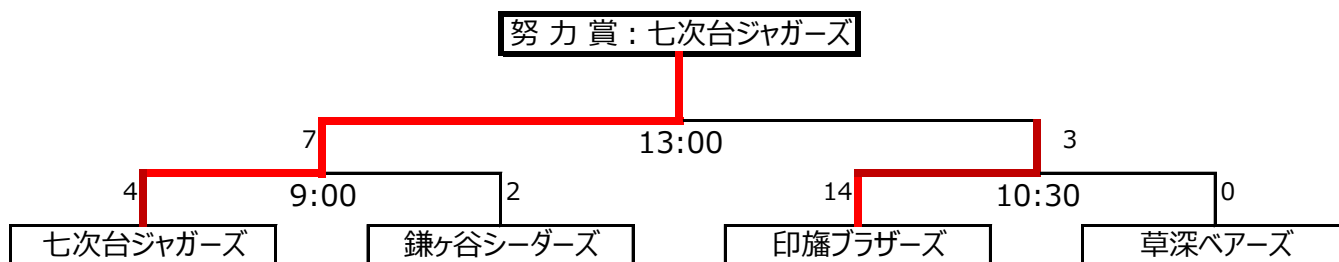 努 力 賞 : 七次台ジャガーズ
7 13:00 3
4 9:00 2 14 10:30 0
七次台ジャガーズ 鎌ヶ谷シーダーズ 印旛ブラザーズ 草深ベアーズ